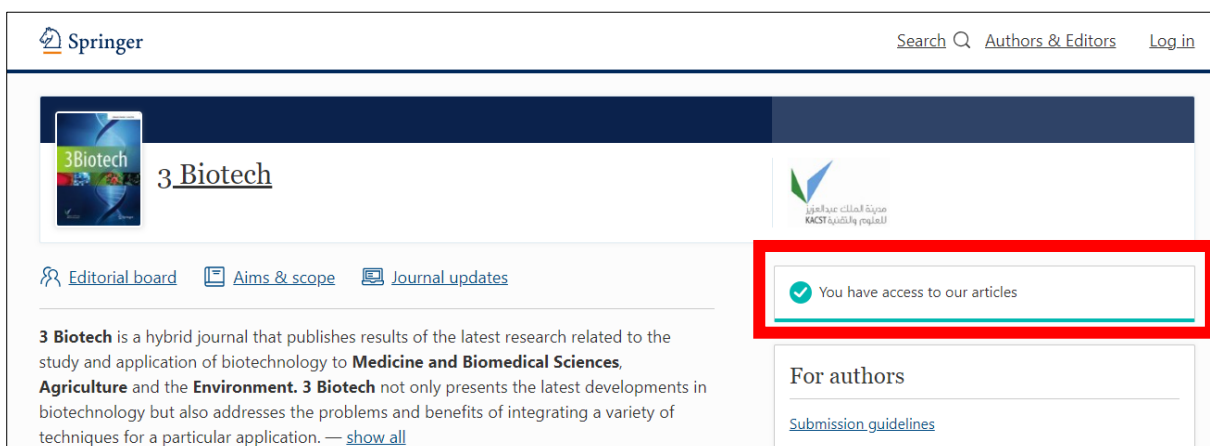 Springer
Search
Authors & Editors
Log in
3Biotech
3 Biotech
مدينة الملك عبدالعزيز
للعلوم والتقنية KACST
Editorial board
Aims & scope
Journal updates
You have access to our articles
3 Biotech is a hybrid journal that publishes results of the latest research related to the
study and application of biotechnology to Medicine and Biomedical Sciences,
Agriculture and the Environment. 3 Biotech not only presents the latest developments in
biotechnology but also addresses the problems and benefits of integrating a variety of
techniques for a particular application. — show all
For authors
Submission guidelines